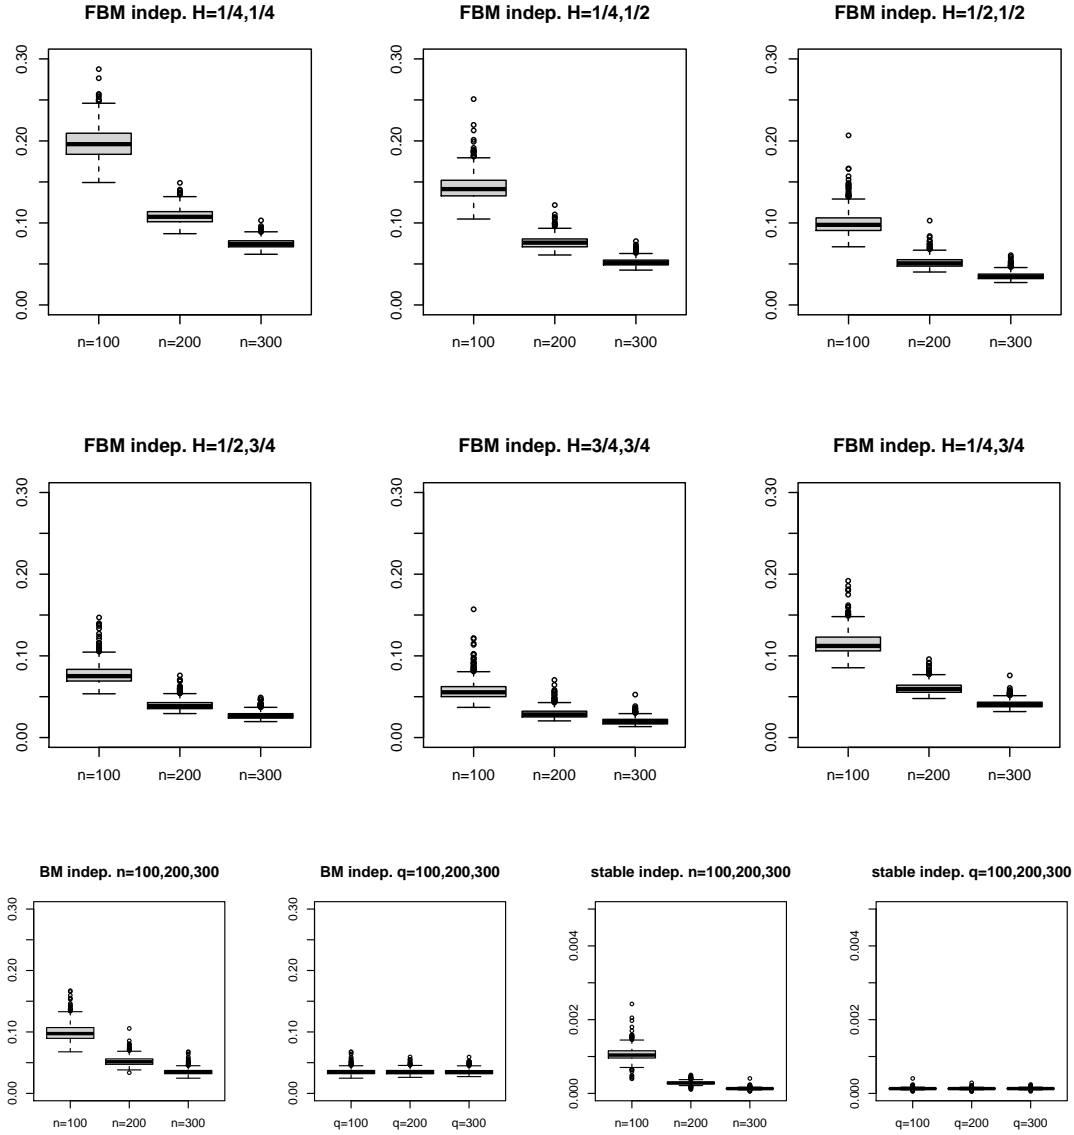 FBM indep. H=1/4,1/4
FBM indep. H=1/4,1/2
FBM indep. H=1/2,1/2
0.30
0.20
0.10
0.00
n=100 n=200 n=300
0.30
0.20
0.10
0.00
n=100 n=200 n=300
0.30
0.20
0.10
0.00
n=100 n=200 n=300
FBM indep. H=1/2,3/4
FBM indep. H=3/4,3/4
FBM indep. H=1/4,3/4
0.30
0.20
0.10
0.00
n=100 n=200 n=300
0.30
0.20
0.10
0.00
n=100 n=200 n=300
0.30
0.20
0.10
0.00
n=100 n=200 n=300
BM indep. n=100,200,300
BM indep. q=100,200,300
stable indep. n=100,200,300
stable indep. q=100,200,300
0.30
0.20
0.10
0.00
n=100 n=200 n=300
0.30
0.20
0.10
0.00
q=100 q=200 q=300
0.004
0.002
0.000
n=100 n=200 n=300
0.004
0.002
0.000
q=100 q=200 q=300